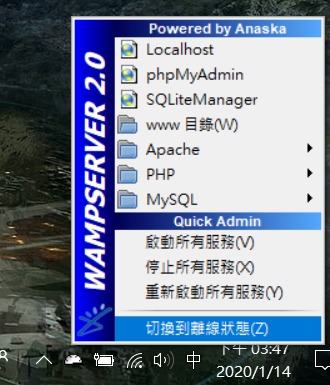 Powered by Anaska
Localhost
phpMyAdmin
SQLiteManager
www 目錄(W)
Apache
PHP
MySQL
Quick Admin
啟動所有服務(V)
停止所有服務(X)
重新啟動所有服務(Y)
切換到離線狀態(Z)
WAMPSERVER 2.0
中
下午 03:47
2020/1/14